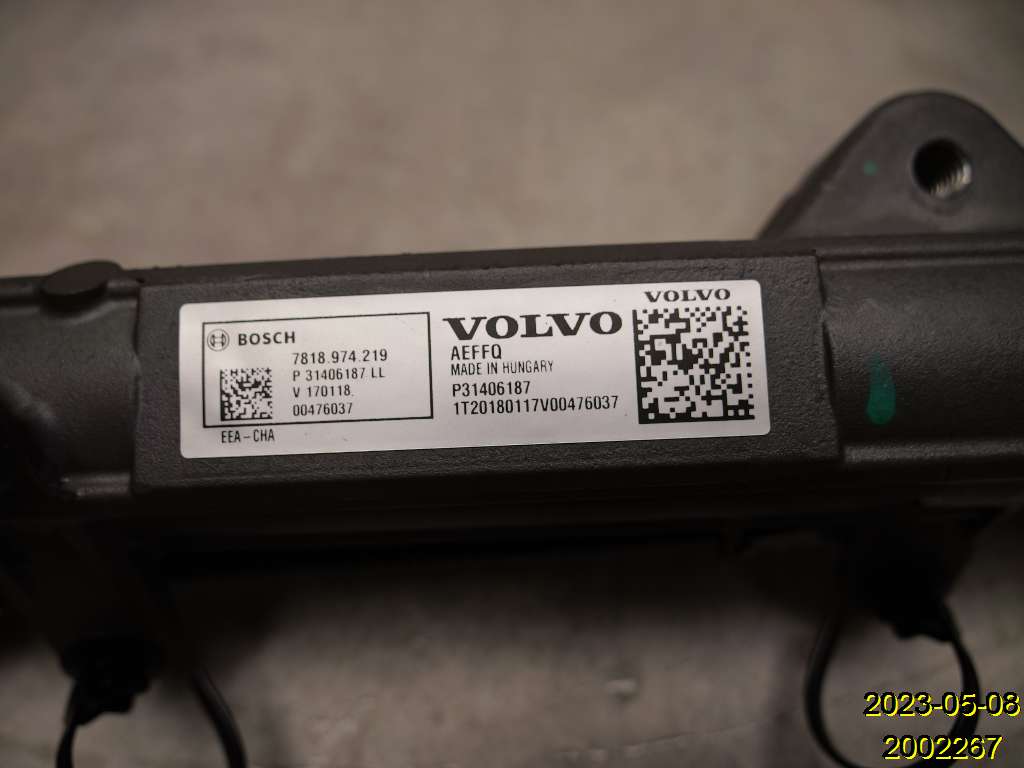 BOSCH
7818.974.219
P 31406187 LL
V 170118.
00476037
EEA-CHA
VOLVO
AEFFQ
MADE IN HUNGARY
P31406187
1T20180117V00476037
VOLVO
2023-05-08
2002267